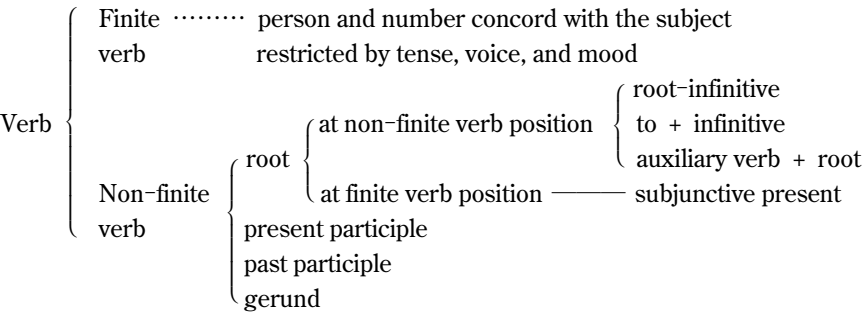 Finite ……… person and number concord with the subject
verb restricted by tense, voice, and mood
root-infinitive
Verb at non-finite verb position to + infinitive
auxiliary verb + root
root
Non-finite at finite verb position ——— subjunctive present
verb present participle
past participle
gerund